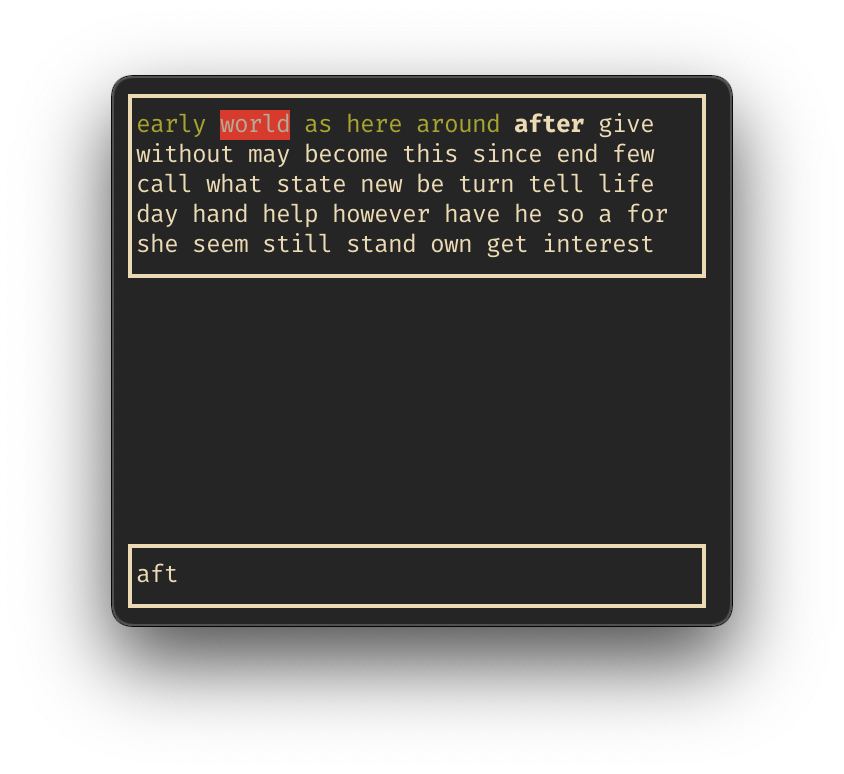 early world as here around after give
without may become this since end few
call what state new be turn tell life
day hand help however have he so a for
she seem still stand own get interest
aft